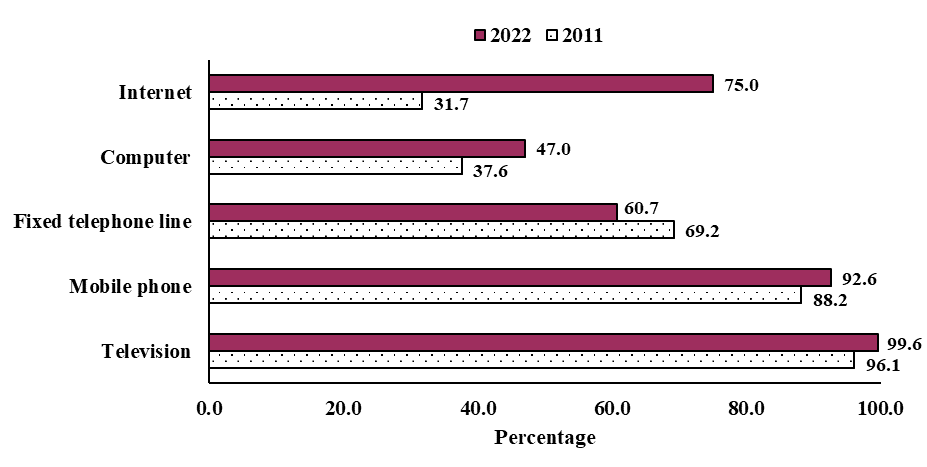 2022 2011
Internet 75.0
31.7
Computer 47.0
37.6
Fixed telephone line 60.7
69.2
Mobile phone 92.6
88.2
Television 99.6
96.1
0.0 20.0 40.0 60.0 80.0 100.0
Percentage